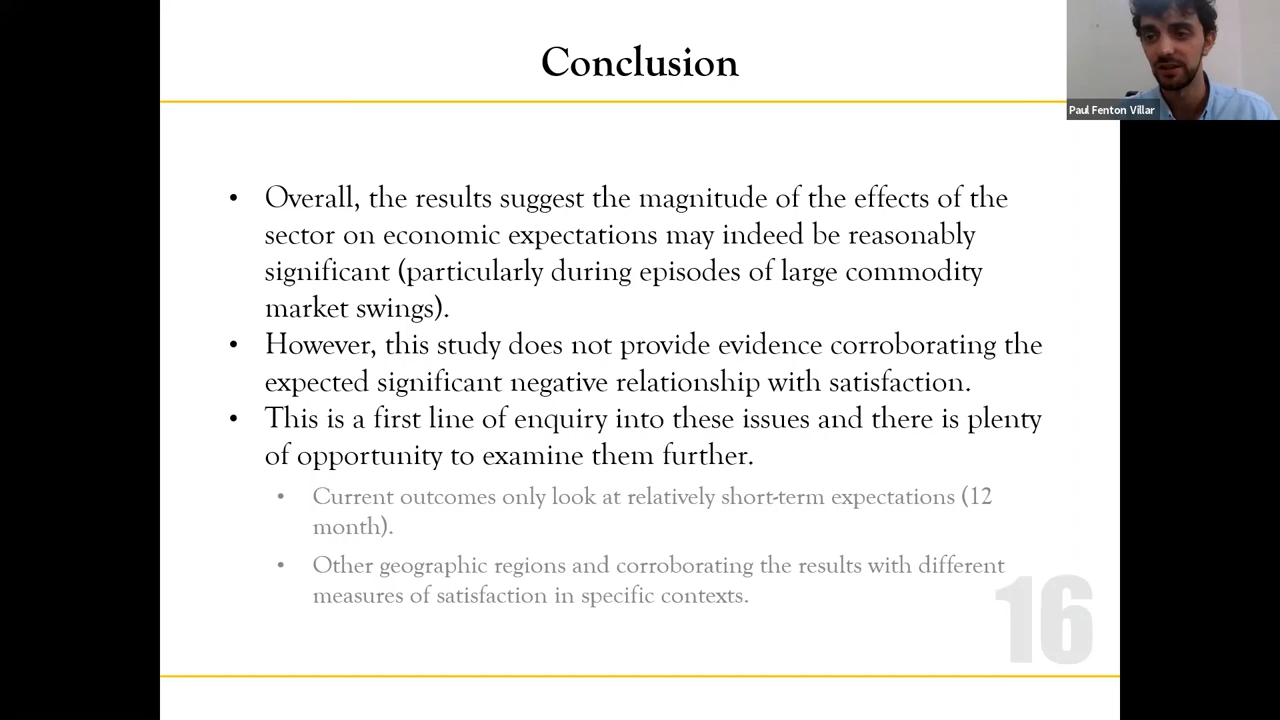 Conclusion
Paul Fenton Villar
• Overall, the results suggest the magnitude of the effects of the
sector on economic expectations may indeed be reasonably
significant (particularly during episodes of large commodity
market swings).
• However, this study does not provide evidence corroborating the
expected significant negative relationship with satisfaction.
• This is a first line of enquiry into these issues and there is plenty
of opportunity to examine them further.
• Current outcomes only look at relatively short-term expectations (12
month).
• Other geographic regions and corroborating the results with different
measures of satisfaction in specific contexts.
16